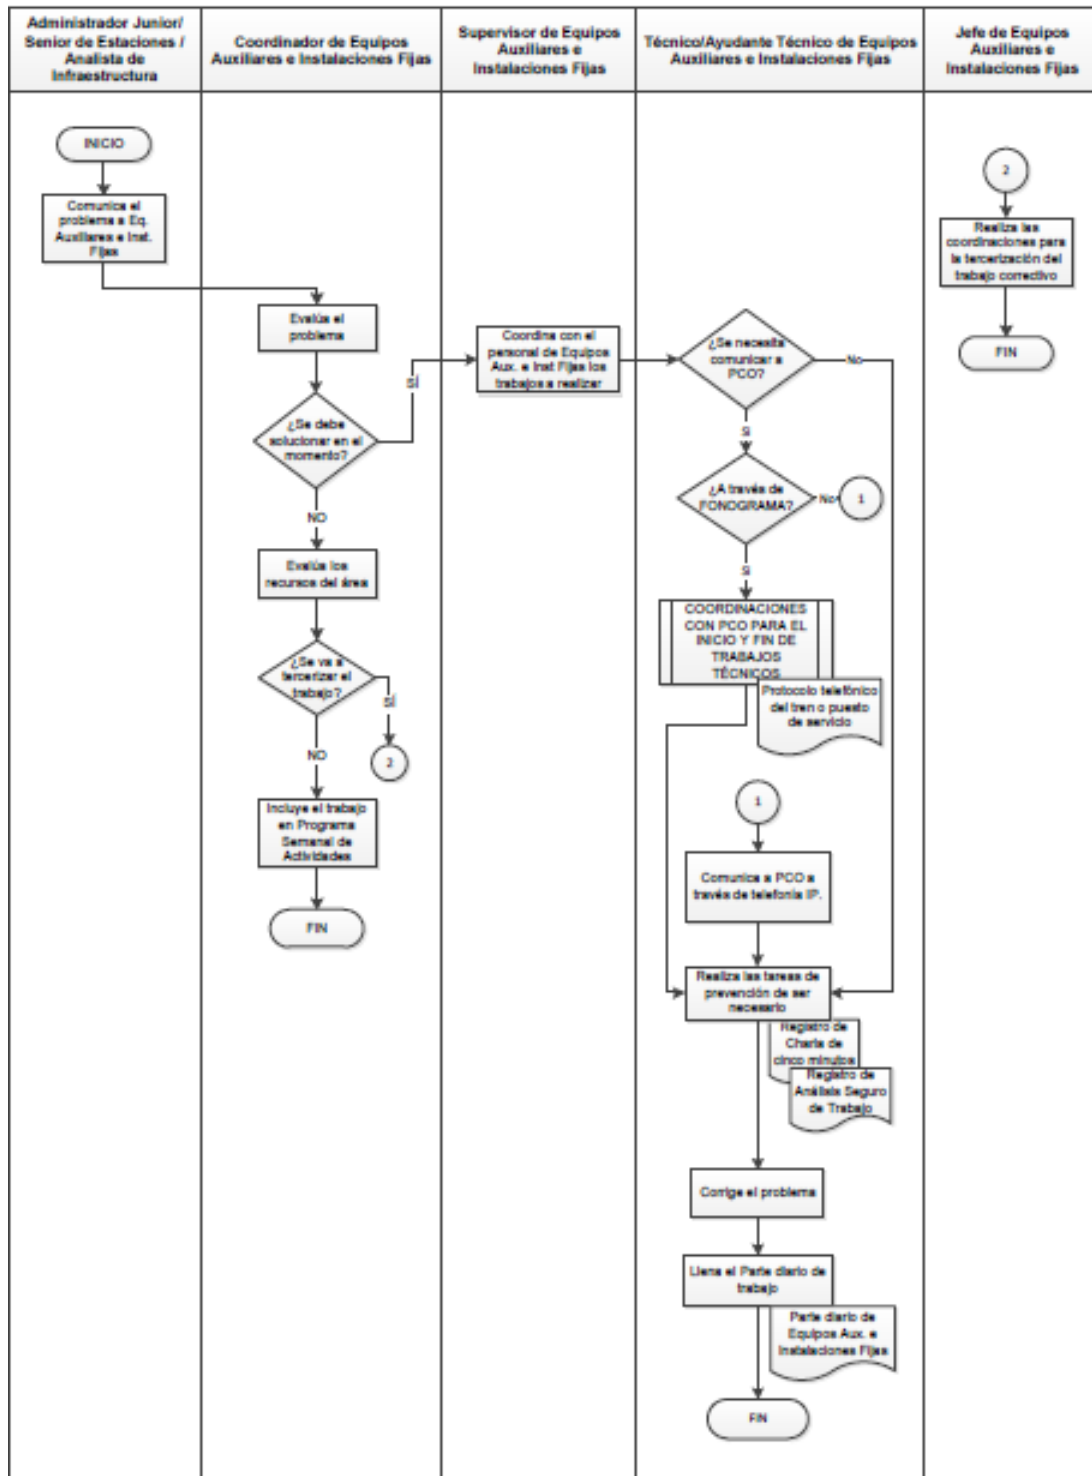 Administrador Junior/
Senior de Estaciones /
Analista de
Infraestructura
Coordinador de Equipos
Auxiliares e Instalaciones Fijas
Supervisor de Equipos
Auxiliares e
Instalaciones Fijas
Técnico/Ayudante Técnico de Equipos
Auxiliares e Instalaciones Fijas
Jefe de Equipos
Auxiliares e
Instalaciones Fijas
INICIO
Comunica el
problema a Eq.
Auxiliares e Inst.
Fijas
Evalúa el
problema
¿Se debe
solucionar en el
momento?
SÍ
NO
Evalúa los
recursos del área
¿Se va a
tercerizar el
trabajo?
SÍ
2
NO
Incluye el trabajo
en Programa
Semanal de
Actividades
FIN
Coordina con el
personal de Equipos
Aux. e Inst Fijas los
trabajos a realizar
¿Se necesita
comunicar a
PCO?
No
Si
¿A través de
FONOGRAMA?
No
1
Si
COORDINACIONES
CON PCO PARA EL
INICIO Y FIN DE
TRABAJOS
TÉCNICOS
Protocolo telefónico
del tren o puesto
de servicio
1
Comunica a PCO a
través de telefonía IP.
Realiza las tareas de
prevención de ser
necesario
Registro de
Charla de
cinco minutos
Registro de
Análisis Seguro
de Trabajo
Corrige el problema
Llena el Parte diario de
trabajo
Parte diario de
Equipos Aux. e
Instalaciones Fijas
FIN
2
Realiza las
coordinaciones para
la tercerización del
trabajo correctivo
FIN